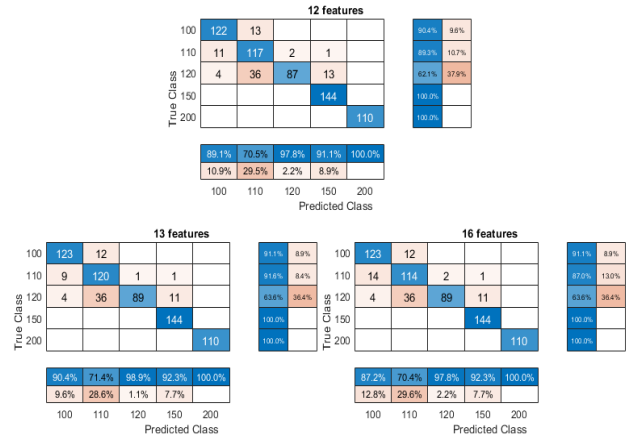 12 features
100 122 13 90.4% 9.6%
110 11 117 2 1 89.3% 10.7%
120 4 36 87 13 62.1% 37.9%
150 144 100.0%
200 110 100.0%
True Class
89.1% 70.5% 97.8% 91.1% 100.0%
10.9% 29.5% 2.2% 8.9%
100 110 120 150 200
Predicted Class
13 features
100 123 12 91.1% 8.9%
110 9 120 1 1 91.6% 8.4%
120 4 36 89 11 63.6% 36.4%
150 144 100.0%
200 110 100.0%
True Class
90.4% 71.4% 98.9% 92.3% 100.0%
9.6% 28.6% 1.1% 7.7%
100 110 120 150 200
Predicted Class
16 features
100 123 12 91.1% 8.9%
110 14 114 2 1 87.0% 13.0%
120 4 36 89 11 63.6% 36.4%
150 144 100.0%
200 110 100.0%
True Class
87.2% 70.4% 97.8% 92.3% 100.0%
12.8% 29.6% 2.2% 7.7%
100 110 120 150 200
Predicted Class